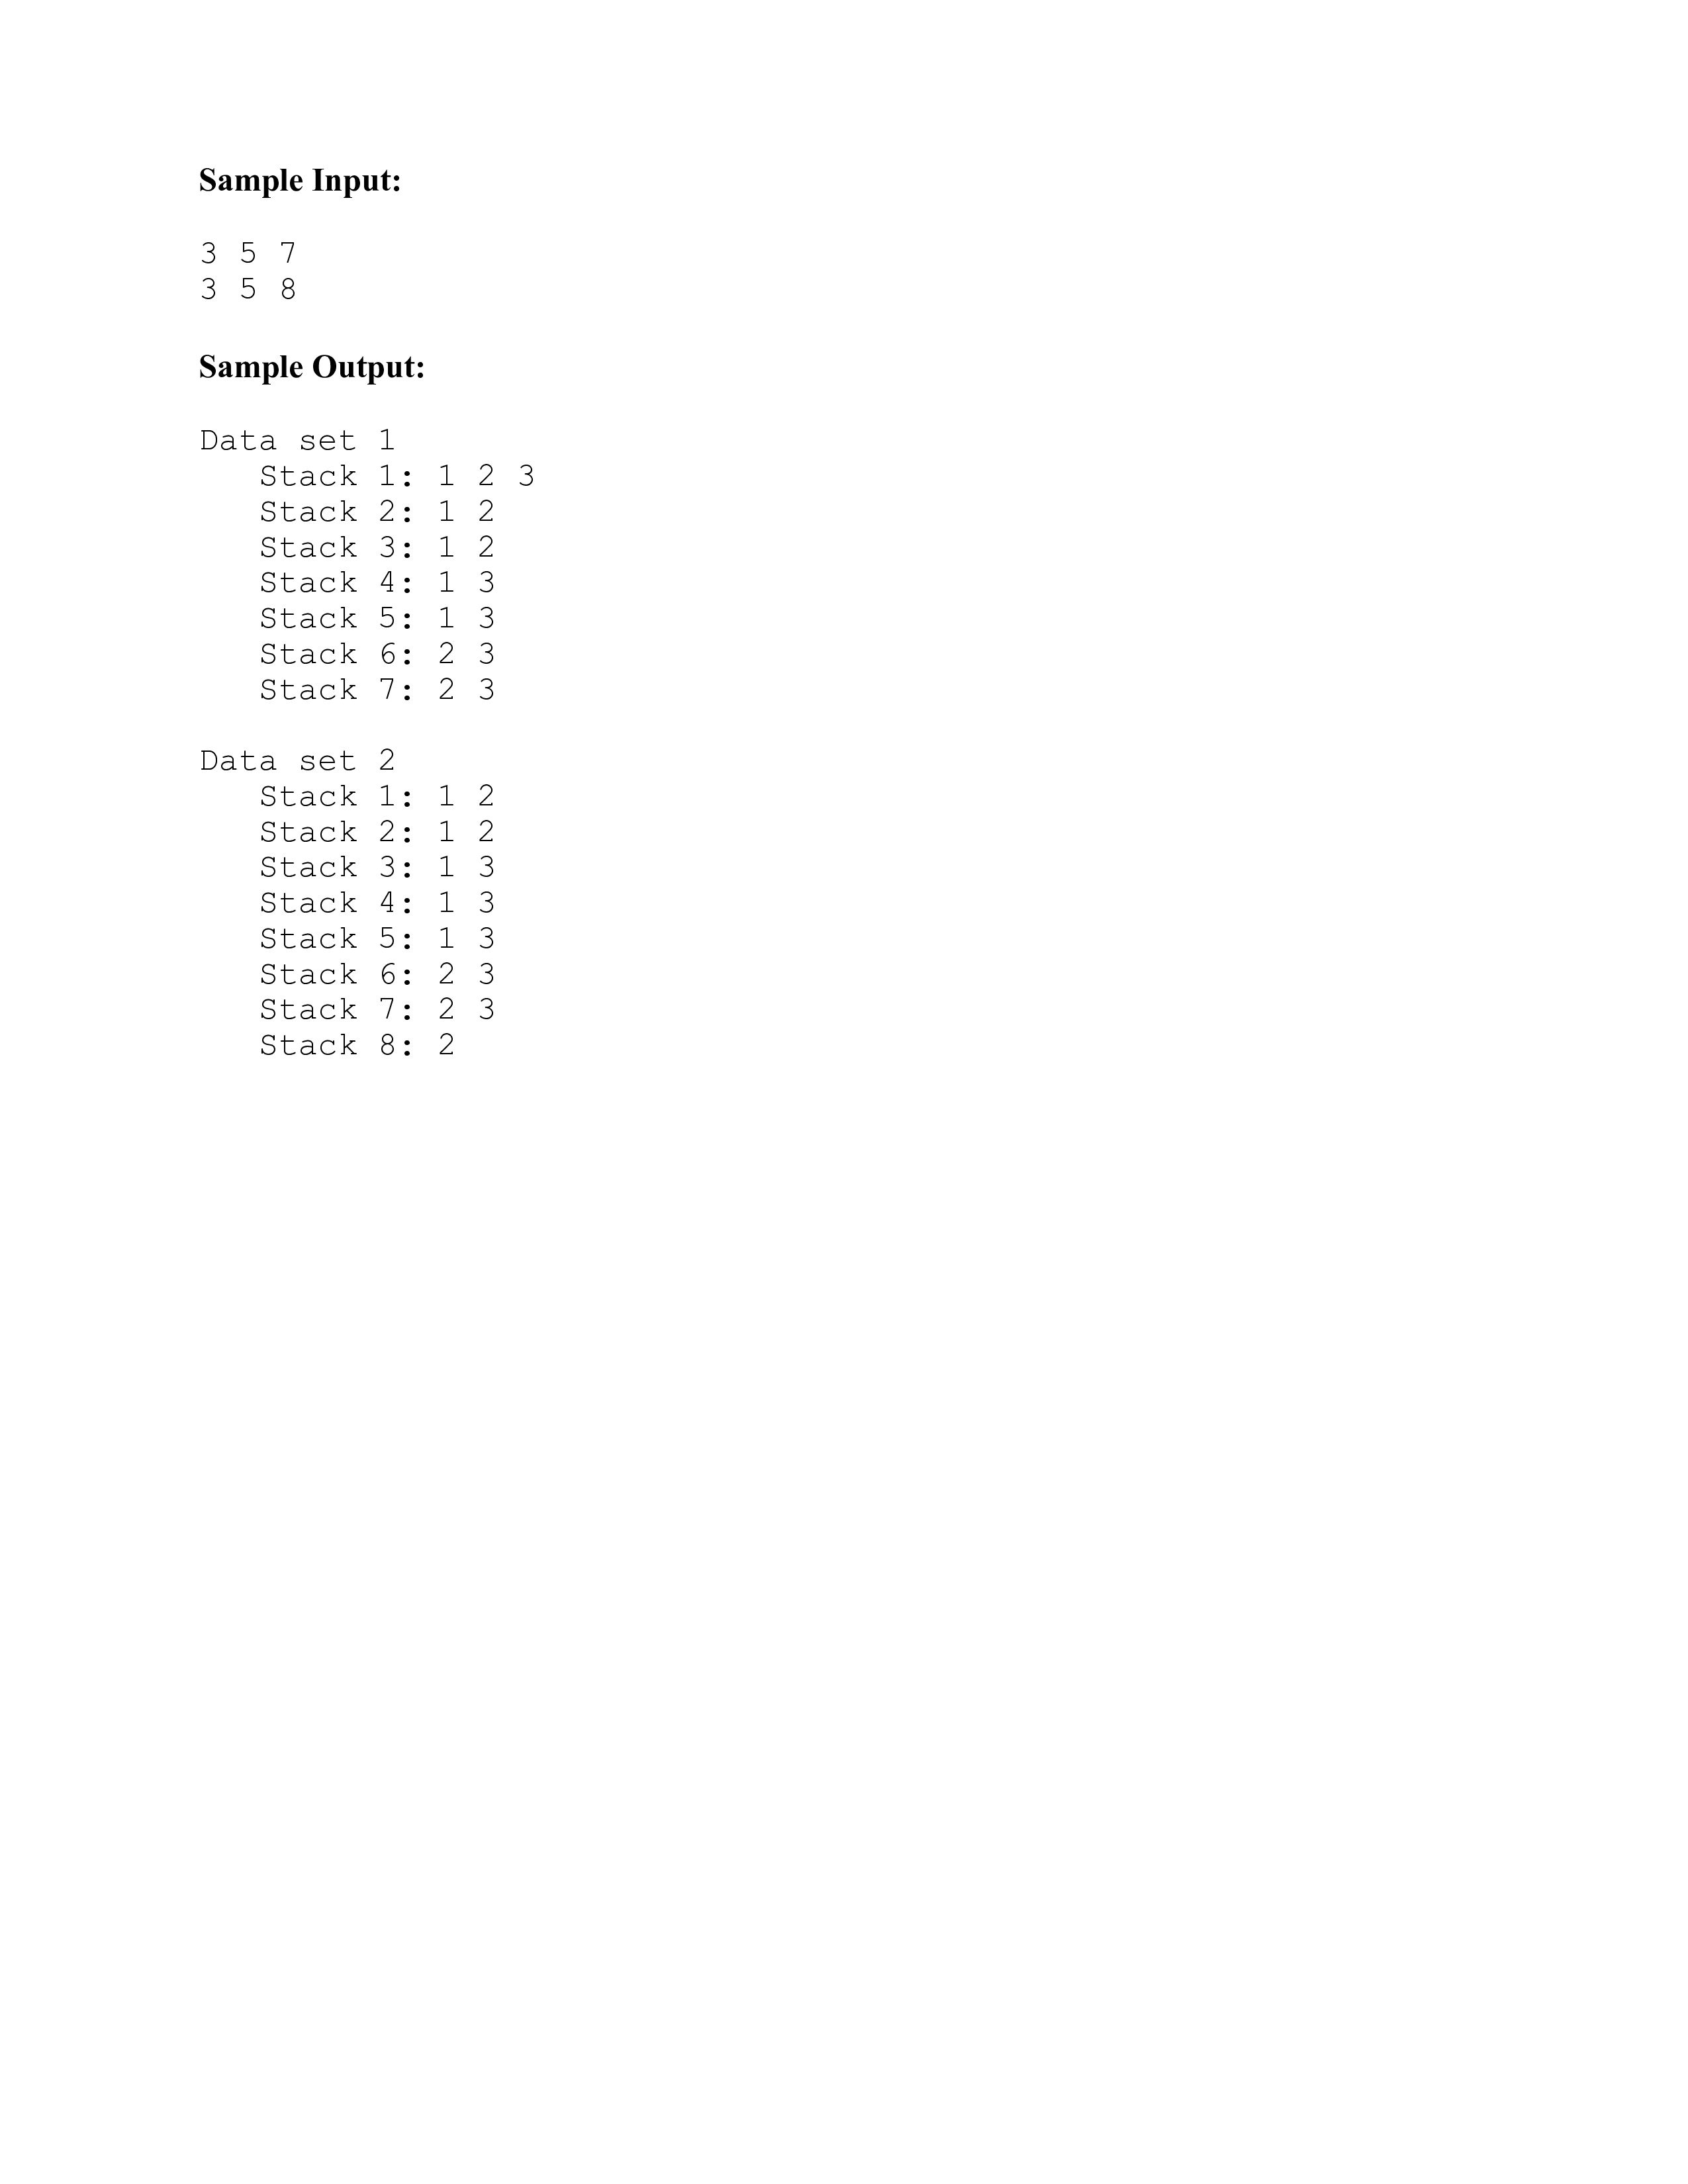 Sample Input:
3 5 7
3 5 8
Sample Output:
Data set 1
   Stack 1: 1 2 3
   Stack 2: 1 2
   Stack 3: 1 2
   Stack 4: 1 3
   Stack 5: 1 3
   Stack 6: 2 3
   Stack 7: 2 3
Data set 2
   Stack 1: 1 2
   Stack 2: 1 2
   Stack 3: 1 3
   Stack 4: 1 3
   Stack 5: 1 3
   Stack 6: 2 3
   Stack 7: 2 3
   Stack 8: 2